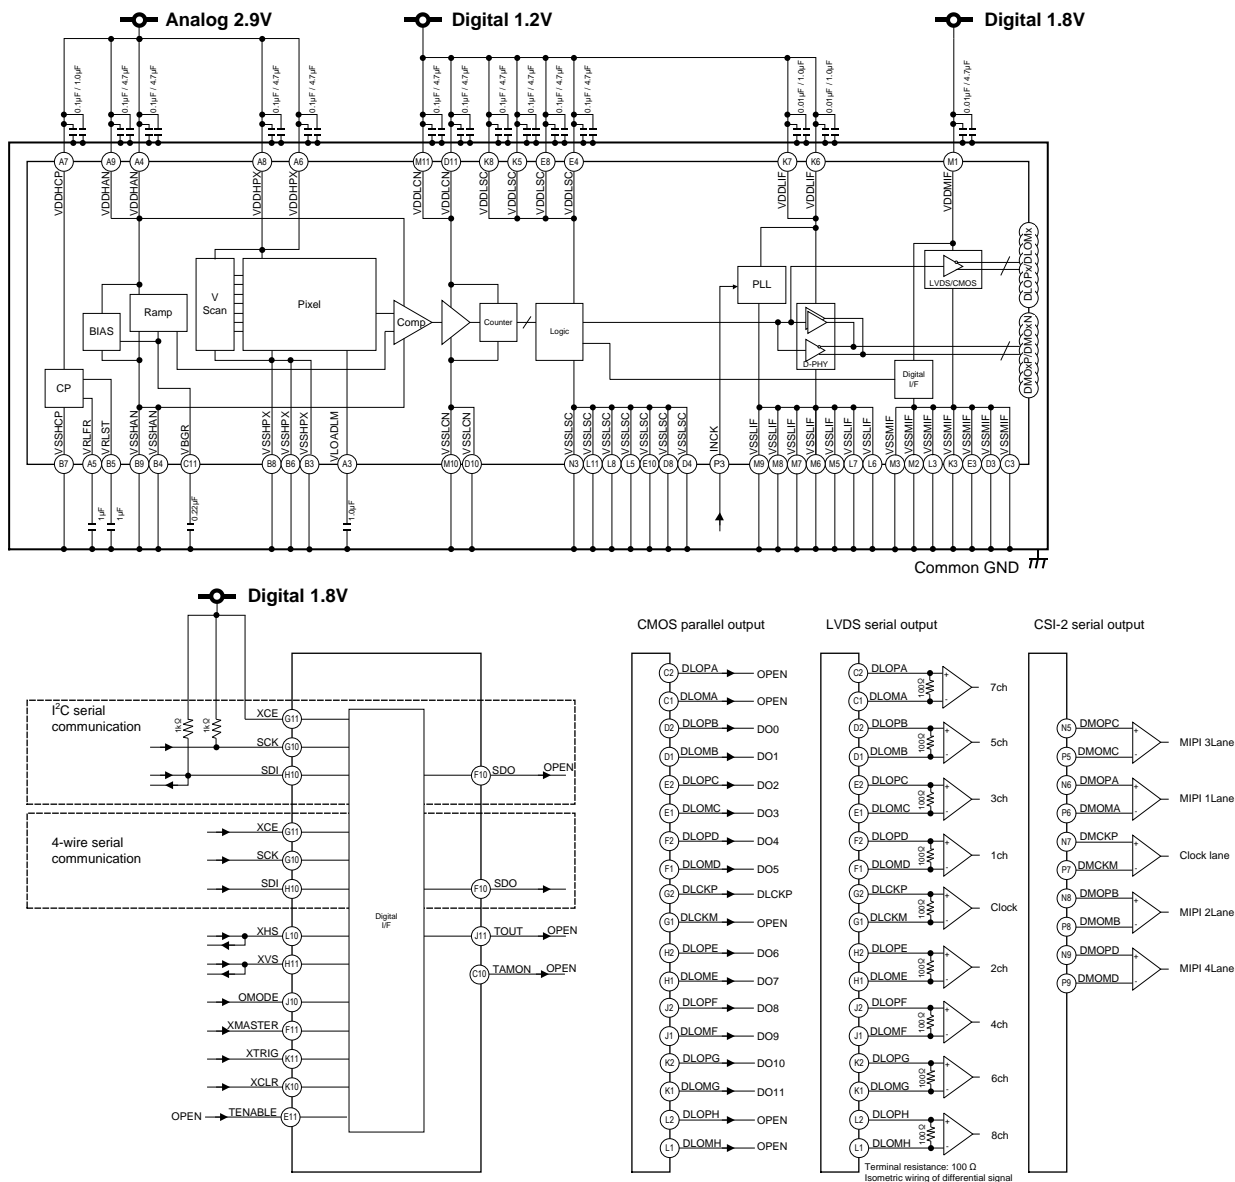 Analog 2.9V
Digital 1.2V
Digital 1.8V
0.1µF / 1.0µF
0.1µF / 4.7µF
0.1µF / 4.7µF
0.1µF / 4.7µF
0.1µF / 4.7µF
0.1µF / 4.7µF
0.1µF / 4.7µF
0.1µF / 4.7µF
0.1µF / 4.7µF
0.1µF / 4.7µF
0.1µF / 4.7µF
0.01µF / 1.0µF
0.01µF / 1.0µF
0.01µF / 4.7µF
A7 A9 A4 A8 A6 M11 D11 K8 K5 E8 E4 K7 K6 M1
VDDHCP VDDHAN VDDHAN VDDHPX VDDHPX VDDLCN VDDLCN VDDLSC VDDLSC VDDLSC VDDLSC VDDLIF VDDLIF VDDMIF
DLOPx/DLOMx
V
Scan
Pixel
PLL
LVDS/CMOS
BIAS
Ramp
Comp
Counter
Logic
D-PHY
DMOxP/DMOxN
CP
Digital
I/F
VSSHCP VRLFR VRLST VSSHAN VSSHAN VBGR VSSHPX VSSHPX VSSHPX VLOADLM VSSLCN VSSLCN VSSLSC VSSLSC VSSLSC VSSLSC VSSLSC VSSLSC VSSLSC INCK VSSLIF VSSLIF VSSLIF VSSLIF VSSLIF VSSLIF VSSLIF VSSMIF VSSMIF VSSMIF VSSMIF VSSMIF VSSMIF VSSMIF
B7 A5 B5 B9 B4 C11 B8 B6 B3 A3 M10 D10 N3 L11 L8 L5 E10 D8 D4 P3 M9 M8 M7 M6 M5 L7 L6 M3 M2 L3 K3 E3 D3 C3
1µF
1µF
0.22µF
1.0µF
Common GND
Digital 1.8V
I²C serial
communication
1kΩ
1kΩ
XCE G11
SCK G10
SDI H10
F10 SDO OPEN
4-wire serial
communication
XCE G11
SCK G10
SDI H10
F10 SDO
Digital
I/F
XHS L10
J11 TOUT OPEN
XVS H11
C10 TAMON OPEN
OMODE J10
XMASTER F11
XTRIG K11
XCLR K10
OPEN TENABLE E11
CMOS parallel output
C2 DLOPA OPEN
C1 DLOMA OPEN
D2 DLOPB DO0
D1 DLOMB DO1
E2 DLOPC DO2
E1 DLOMC DO3
F2 DLOPD DO4
F1 DLOMD DO5
G2 DLCKP DLCKP
G1 DLCKM OPEN
H2 DLOPE DO6
H1 DLOME DO7
J2 DLOPF DO8
J1 DLOMF DO9
K2 DLOPG DO10
K1 DLOMG DO11
L2 DLOPH OPEN
L1 DLOMH OPEN
LVDS serial output
C2 DLOPA
100Ω + - 7ch
C1 DLOMA
D2 DLOPB
100Ω + - 5ch
D1 DLOMB
E2 DLOPC
100Ω + - 3ch
E1 DLOMC
F2 DLOPD
100Ω + - 1ch
F1 DLOMD
G2 DLCKP
100Ω + - Clock
G1 DLCKM
H2 DLOPE
100Ω + - 2ch
H1 DLOME
J2 DLOPF
100Ω + - 4ch
J1 DLOMF
K2 DLOPG
100Ω + - 6ch
K1 DLOMG
L2 DLOPH
100Ω + - 8ch
L1 DLOMH
Terminal resistance: 100 Ω
Isometric wiring of differential signal
CSI-2 serial output
N5 DMOPC
+ - MIPI 3Lane
P5 DMOMC
N6 DMOPA
+ - MIPI 1Lane
P6 DMOMA
N7 DMCKP
+ - Clock lane
P7 DMCKM
N8 DMOPB
+ - MIPI 2Lane
P8 DMOMB
N9 DMOPD
+ - MIPI 4Lane
P9 DMOMD